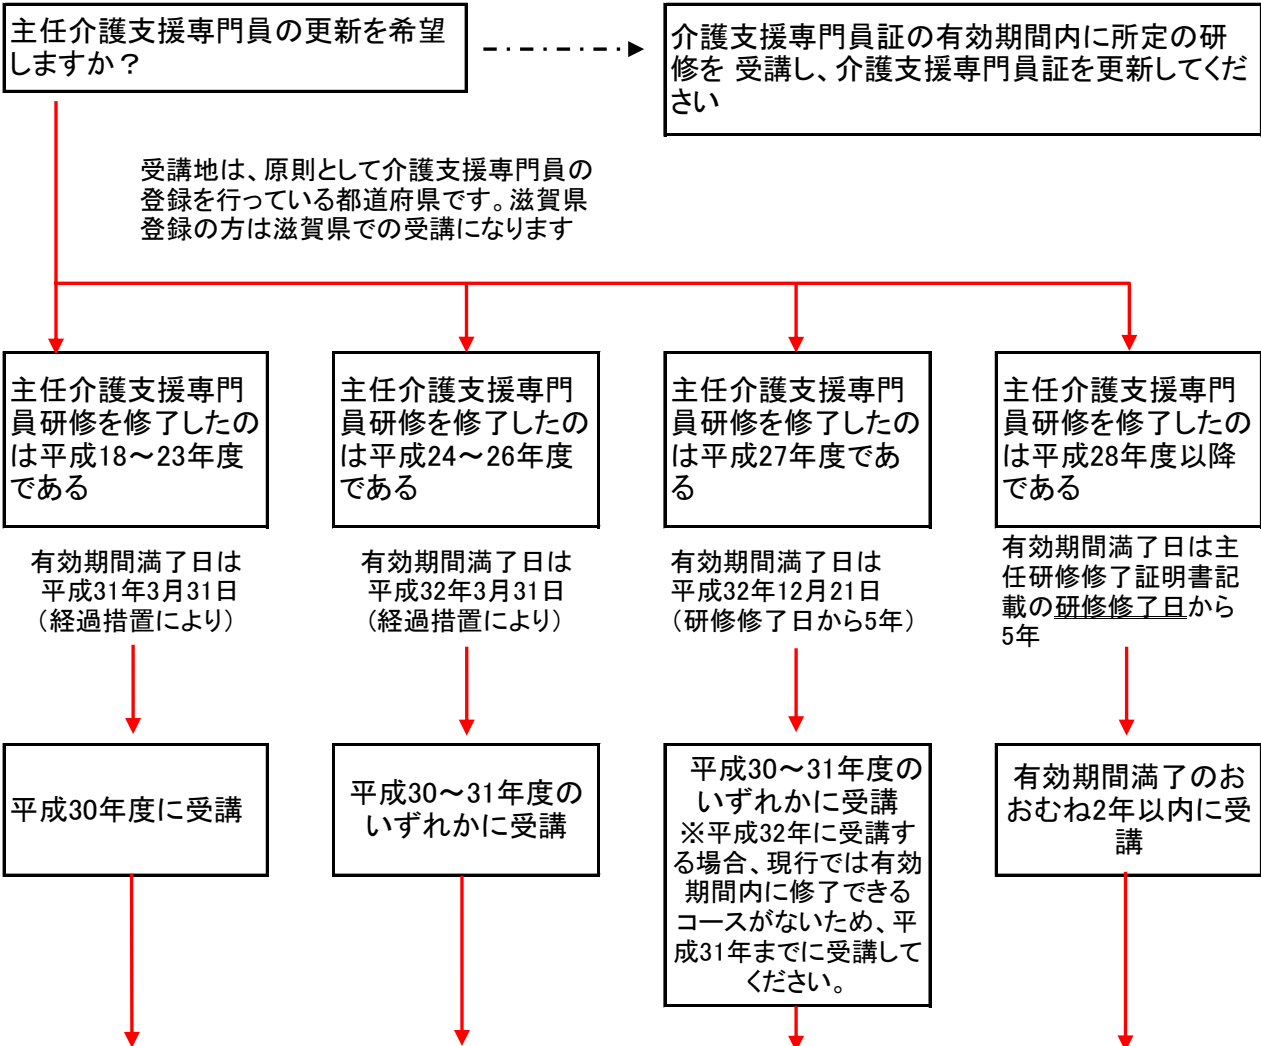 主任介護支援専門員の更新を希望
しますか？
介護支援専門員証の有効期間内に所定の研
修を 受講し、介護支援専門員証を更新してくだ
さい
受講地は、原則として介護支援専門員の
登録を行っている都道府県です。滋賀県
登録の方は滋賀県での受講になります
主任介護支援専門
員研修を修了したの
は平成18～23年度
である
主任介護支援専門
員研修を修了したの
は平成24～26年度
である
主任介護支援専門
員研修を修了したの
は平成27年度であ
る
主任介護支援専門
員研修を修了したの
は平成28年度以降
である
有効期間満了日は
平成31年3月31日
（経過措置により）
有効期間満了日は
平成32年3月31日
（経過措置により）
有効期間満了日は
平成32年12月21日
（研修修了日から5年）
有効期間満了日は主
任研修修了証明書記
載の研修修了日から
5年
平成30年度に受講
平成30～31年度の
いずれかに受講
平成30～31年度の
いずれかに受講
※平成32年に受講す
る場合、現行では有効
期間内に修了できる
コースがないため、平
成31年までに受講して
ください。
有効期間満了のお
おむね2年以内に受
講